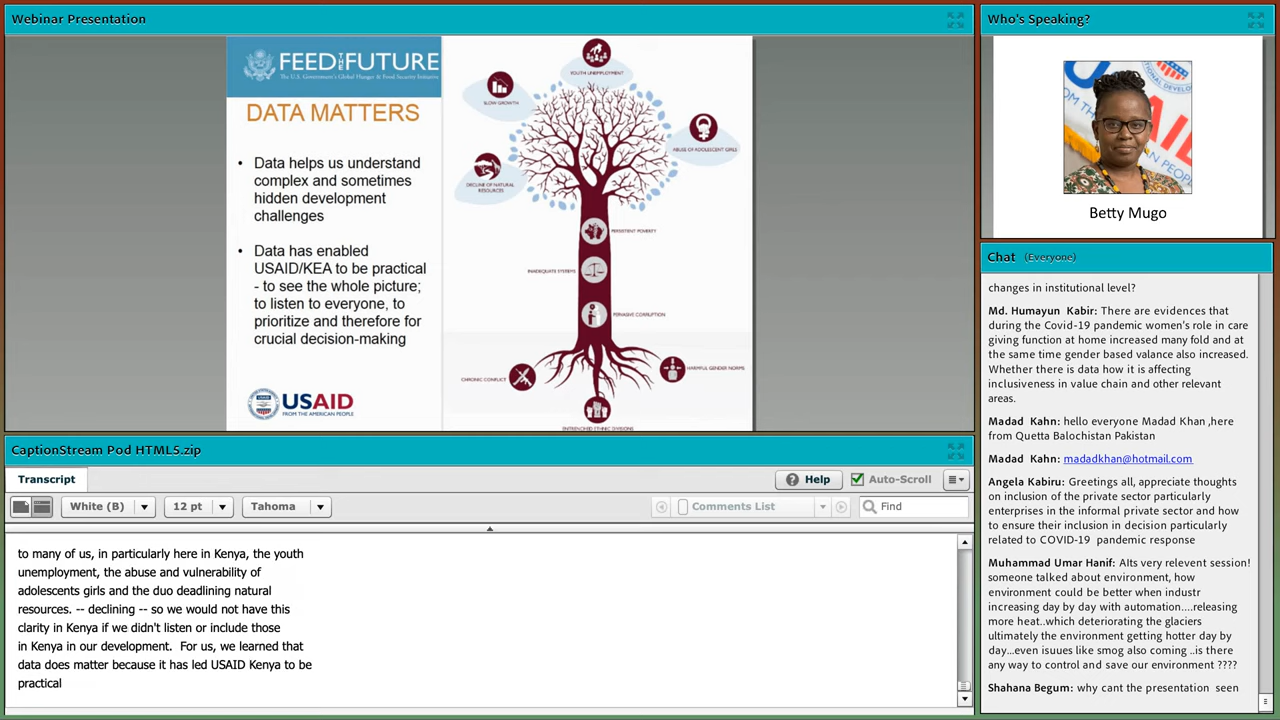 Webinar Presentation
FEED THE FUTURE
The U.S. Government's Global Hunger & Food Security Initiative
DATA MATTERS
• Data helps us understand
complex and sometimes
hidden development
challenges
• Data has enabled
USAID/KEA to be practical
- to see the whole picture;
to listen to everyone, to
prioritize and therefore for
crucial decision-making
USAID
FROM THE AMERICAN PEOPLE
YOUTH UNEMPLOYMENT
SLOW GROWTH
ABUSE OF ADOLESCENT GIRLS
DECLINE OF NATURAL
RESOURCES
PERSISTENT POVERTY
INADEQUATE SYSTEMS
PERVASIVE CORRUPTION
HARMFUL GENDER NORMS
CHRONIC CONFLICT
ENTRENCHED ETHNIC DIVISIONS
Who's Speaking?
Betty Mugo
Chat (Everyone)
changes in institutional level?
Md. Humayun Kabir: There are evidences that
during the Covid-19 pandemic women's role in care
giving function at home increased many fold and at
the same time gender based valance also increased.
Whether there is data how it is affecting
inclusiveness in value chain and other relevant
areas.
Madad Kahn: hello everyone Madad Khan ,here
from Quetta Balochistan Pakistan
Madad Kahn: madadkhan@hotmail.com
Angela Kabiru: Greetings all, appreciate thoughts
on inclusion of the private sector particularly
enterprises in the informal private sector and how
to ensure their inclusion in decision particularly
related to COVID-19 pandemic response
Muhammad Umar Hanif: AIts very relevent session!
someone talked about environment, how
environment could be better when industr
increasing day by day with automation....releasing
more heat..which deteriorating the glaciers
ultimately the environment getting hotter day by
day...even isuues like smog also coming ..is there
any way to control and save our environment ????
Shahana Begum: why cant the presentation seen
CaptionStream Pod HTML5.zip
Transcript
Help
Auto-Scroll
White (B)
12 pt
Tahoma
Comments List
Find
to many of us, in particularly here in Kenya, the youth
unemployment, the abuse and vulnerability of
adolescents girls and the duo deadlining natural
resources. -- declining -- so we would not have this
clarity in Kenya if we didn't listen or include those
in Kenya in our development. For us, we learned that
data does matter because it has led USAID Kenya to be
practical